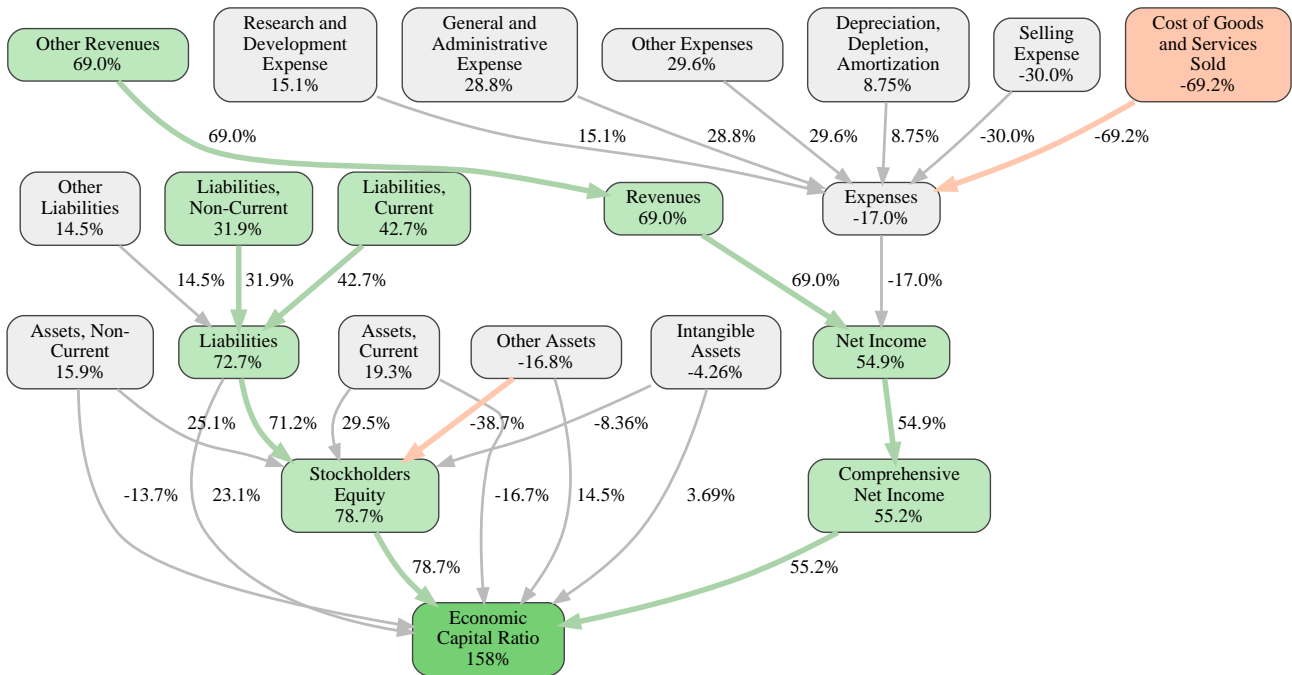 Other Revenues
69.0%
Research and
Development
Expense
15.1%
General and
Administrative
Expense
28.8%
Other Expenses
29.6%
Depreciation,
Depletion,
Amortization
8.75%
Selling
Expense
-30.0%
Cost of Goods
and Services
Sold
-69.2%
69.0%
15.1%
28.8%
29.6%
8.75%
-30.0%
-69.2%
Other
Liabilities
14.5%
Liabilities,
Non-Current
31.9%
Liabilities,
Current
42.7%
Revenues
69.0%
Expenses
-17.0%
14.5%
31.9%
42.7%
69.0%
-17.0%
Assets, Non-
Current
15.9%
Liabilities
72.7%
Assets,
Current
19.3%
Other Assets
-16.8%
Intangible
Assets
-4.26%
Net Income
54.9%
25.1%
71.2%
29.5%
-38.7%
-8.36%
54.9%
Stockholders
Equity
78.7%
Comprehensive
Net Income
55.2%
-13.7%
23.1%
-16.7%
14.5%
3.69%
78.7%
55.2%
Economic
Capital Ratio
158%